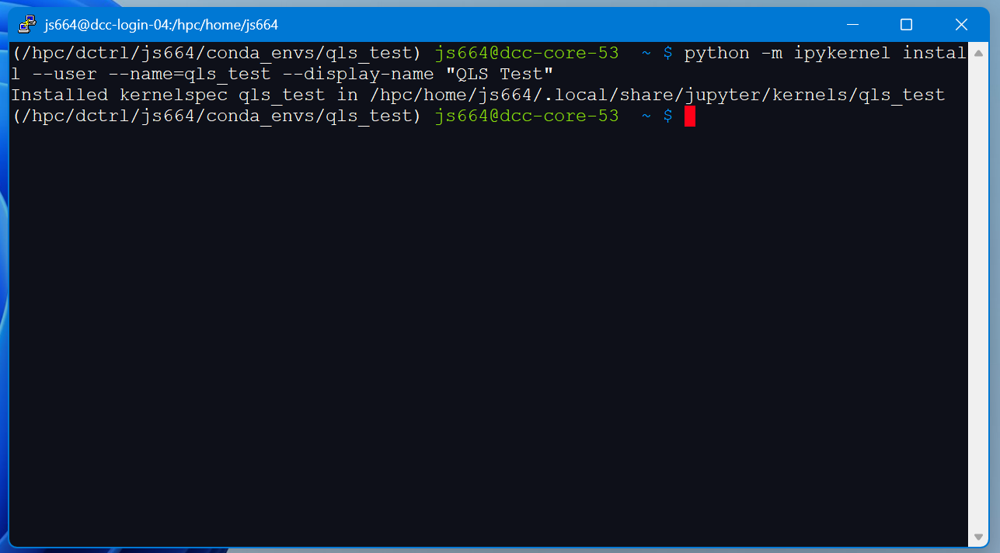 js664@dcc-login-04:/hpc/home/js664
(/hpc/dctrl/js664/conda_envs/qls_test) js664@dcc-core-53  ~ $ python -m ipykernel instal
l --user --name=qls_test --display-name "QLS Test"
Installed kernelspec qls_test in /hpc/home/js664/.local/share/jupyter/kernels/qls_test
(/hpc/dctrl/js664/conda_envs/qls_test) js664@dcc-core-53  ~ $